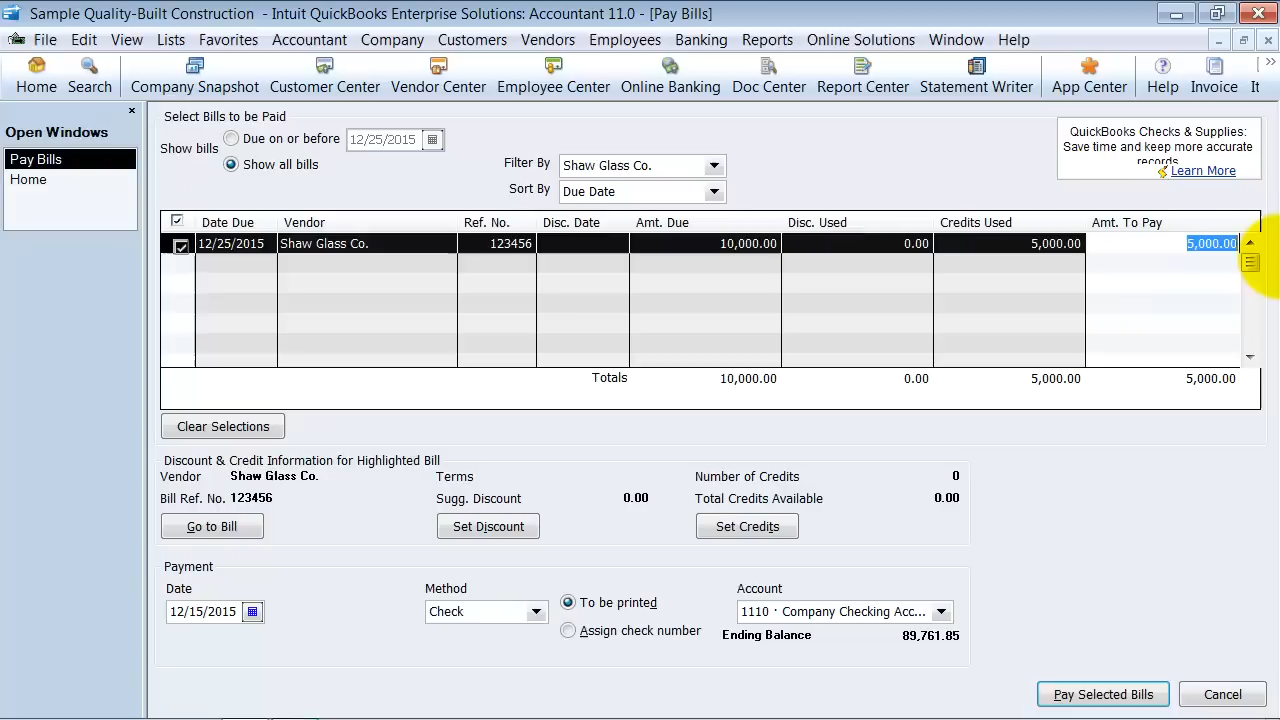 Sample Quality-Built Construction - Intuit QuickBooks Enterprise Solutions: Accountant 11.0 - [Pay Bills]
File Edit View Lists Favorites Accountant Company Customers Vendors Employees Banking Reports Online Solutions Window Help
Home Search Company Snapshot Customer Center Vendor Center Employee Center Online Banking Doc Center Report Center Statement Writer App Center Help Invoice It
Open Windows
Pay Bills
Home
Select Bills to be Paid
Show bills
Due on or before 12/25/2015
Show all bills
Filter By Shaw Glass Co.
Sort By Due Date
QuickBooks Checks & Supplies:
Save time and keep more accurate
records.
Learn More
Date Due Vendor Ref. No. Disc. Date Amt. Due Disc. Used Credits Used Amt. To Pay
12/25/2015 Shaw Glass Co. 123456 10,000.00 0.00 5,000.00 5,000.00
Totals 10,000.00 0.00 5,000.00 5,000.00
Clear Selections
Discount & Credit Information for Highlighted Bill
Vendor Shaw Glass Co. Terms Number of Credits 0
Bill Ref. No. 123456 Sugg. Discount 0.00 Total Credits Available 0.00
Go to Bill Set Discount Set Credits
Payment
Date Method Account
12/15/2015 Check To be printed 1110 · Company Checking Acc...
Assign check number Ending Balance 89,761.85
Pay Selected Bills Cancel